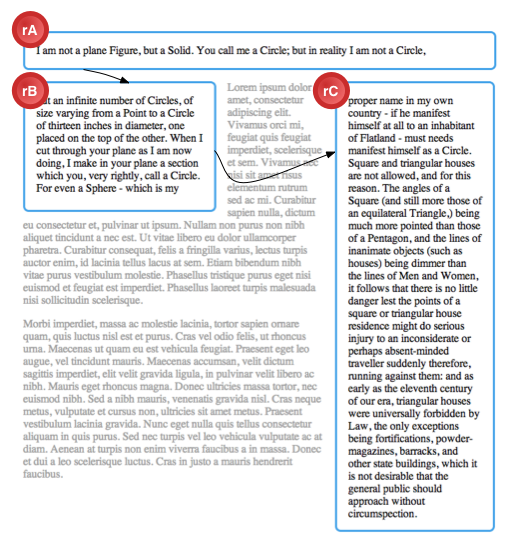 rA
I am not a plane Figure, but a Solid. You call me a Circle; but in reality I am not a Circle,
rB
but an infinite number of Circles, of
size varying from a Point to a Circle
of thirteen inches in diameter, one
placed on the top of the other. When I
cut through your plane as I am now
doing, I make in your plane a section
which you, very rightly, call a Circle.
For even a Sphere - which is my
Lorem ipsum dolor
amet, consectetur
adipiscing elit.
Vivamus orci mi,
feugiat quis feugiat
imperdiet, scelerisque
et sem. Vivamus nec
nisi sit amet risus
elementum rutrum
sed ac mi. Curabitur
sapien nulla, dictum
eu consectetur et, pulvinar ut ipsum. Nullam non purus non nibh
aliquet tincidunt a nec est. Ut vitae libero eu dolor ullamcorper
pharetra. Curabitur consequat, felis a fringilla varius, lectus turpis
auctor enim, id lacinia tellus lacus at sem. Etiam bibendum nibh
vitae purus vestibulum molestie. Phasellus tristique purus eget nisi
euismod et feugiat est imperdiet. Phasellus laoreet turpis malesuada
nisi sollicitudin scelerisque.
Morbi imperdiet, massa ac molestie lacinia, tortor sapien ornare
quam, quis luctus nisl est et purus. Cras vel odio felis, ut rhoncus
urna. Maecenas ut quam eu est vehicula feugiat. Praesent eget leo
augue, vel tincidunt mauris. Maecenas accumsan, velit dictum
sagittis imperdiet, elit velit gravida ligula, in pulvinar velit libero ac
nibh. Mauris eget rhoncus magna. Donec ultricies massa tortor, nec
euismod nibh. Sed a nibh mauris, venenatis gravida nisl. Cras neque
metus, vulputate et cursus non, ultricies sit amet metus. Praesent
vestibulum lacinia gravida. Nunc eget nulla quis tellus consectetur
aliquam in quis purus. Sed nec turpis vel leo vehicula vulputate ac at
diam. Aenean at turpis non enim viverra faucibus a in massa. Donec
et dui a leo scelerisque luctus. Cras in justo a mauris hendrerit
faucibus.
rC
proper name in my own
country - if he manifest
himself at all to an inhabitant
of Flatland - must needs
manifest himself as a Circle.
Square and triangular houses
are not allowed, and for this
reason. The angles of a
Square (and still more those of
an equilateral Triangle,) being
much more pointed than those
of a Pentagon, and the lines of
inanimate objects (such as
houses) being dimmer than
the lines of Men and Women,
it follows that there is no little
danger lest the points of a
square or triangular house
residence might do serious
injury to an inconsiderate or
perhaps absent-minded
traveller suddenly therefore,
running against them: and as
early as the eleventh century
of our era, triangular houses
were universally forbidden by
Law, the only exceptions
being fortifications, powder-
magazines, barracks, and
other state buildings, which it
is not desirable that the
general public should
approach without
circumspection.